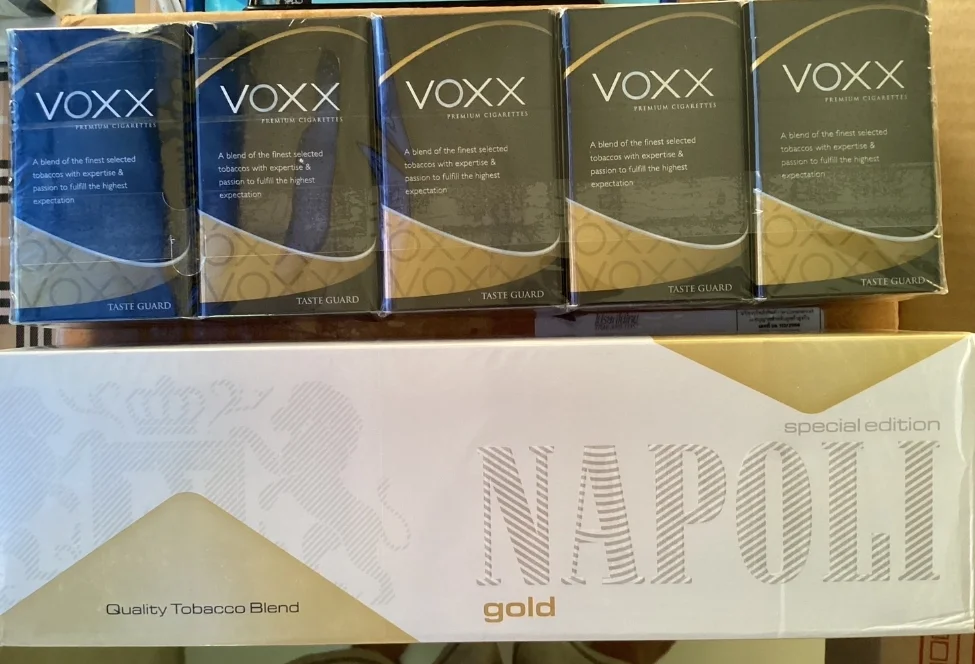 VOXX
PREMIUM CIGARETTES
A blend of the finest selected
tobaccos with expertise &
passion to fulfill the highest
expectation
VOXX
TASTE GUARD
VOXX
PREMIUM CIGARETTES
A blend of the finest selected
tobaccos with expertise &
passion to fulfill the highest
expectation
VOXX
TASTE GUARD
VOXX
PREMIUM CIGARETTES
A blend of the finest selected
tobaccos with expertise &
passion to fulfill the highest
expectation
VOXX
TASTE GUARD
VOXX
PREMIUM CIGARETTES
A blend of the finest selected
tobaccos with expertise &
passion to fulfill the highest
expectation
VOXX
TASTE GUARD
VOXX
PREMIUM CIGARETTES
A blend of the finest selected
tobaccos with expertise &
passion to fulfill the highest
expectation
VOXX
TASTE GUARD
special edition
NAPOLI
gold
Quality Tobacco Blend